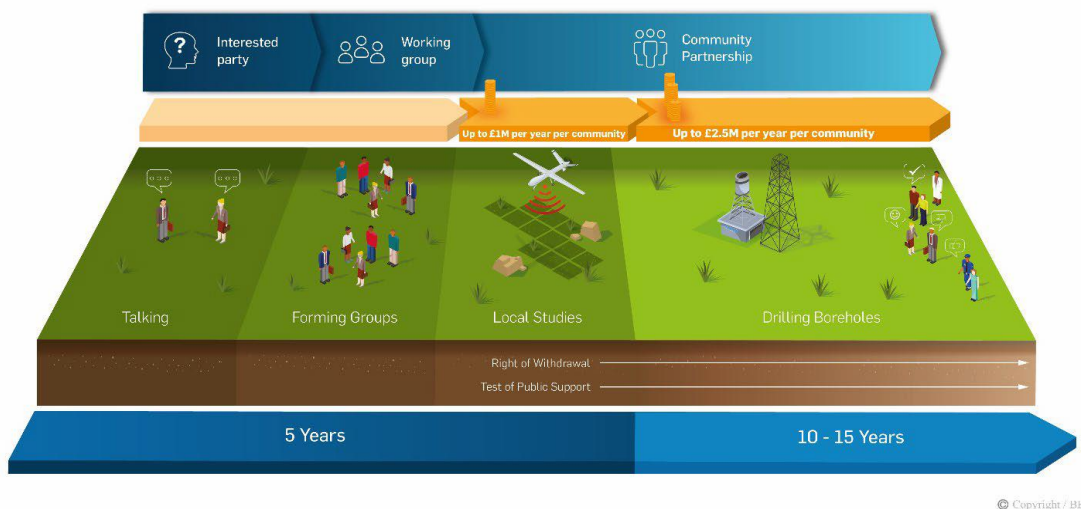 ?
Interested
party
Working
group
Community
Partnership
Up to £1M per year per community
Up to £2.5M per year per community
Talking
Forming Groups
Local Studies
Drilling Boreholes
Right of Withdrawal
Test of Public Support
5 Years
10 - 15 Years
© Copyright /